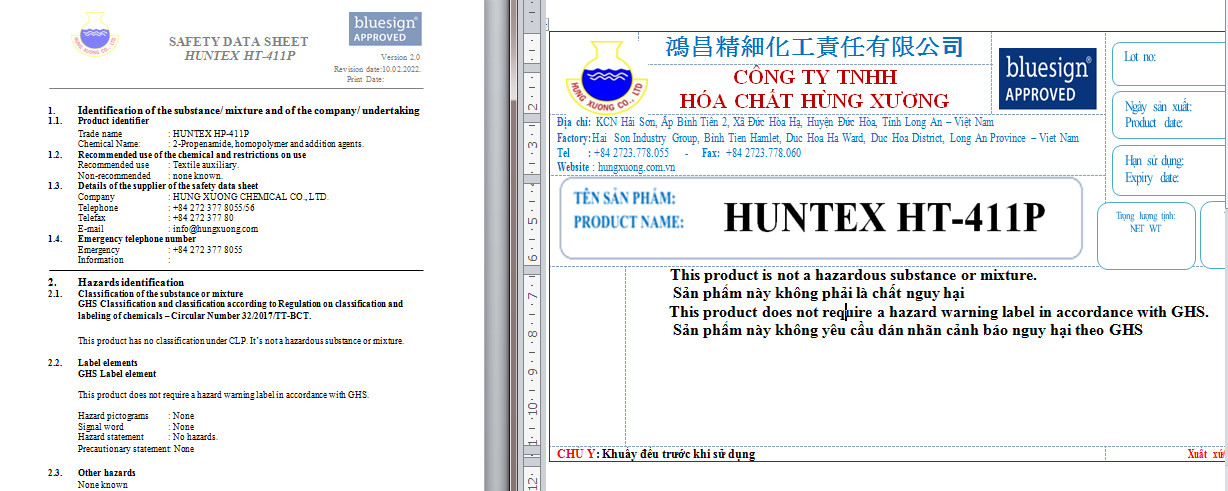 HUNG XUONG CO., LTD
bluesign®
APPROVED
SAFETY DATA SHEET
HUNTEX HT-411P
Version 2.0
Revision date:10.02.2022.
Print Date:
1. Identification of the substance/ mixture and of the company/ undertaking
1.1. Product identifier
Trade name : HUNTEX HP-411P
Chemical Name: : 2-Propenamide, homopolymer and addition agents.
1.2. Recommended use of the chemical and restrictions on use
Recommended use : Textile auxiliary.
Non-recommended : none known.
1.3. Details of the supplier of the safety data sheet
Company : HUNG XUONG CHEMICAL CO., LTD.
Telephone : +84 272 377 8055/56
Telefax : +84 272 377 80
E-mail : info@hungxuong.com
1.4. Emergency telephone number
Emergency : +84 272 377 8055
Information :
2. Hazards identification
2.1. Classification of the substance or mixture
GHS Classification and classification according to Regulation on classification and
labeling of chemicals – Circular Number 32/2017/TT-BCT.
This product has no classification under CLP. It's not a hazardous substance or mixture.
2.2. Label elements
GHS Label element
This product does not require a hazard warning label in accordance with GHS.
Hazard pictograms : None
Signal word : None
Hazard statement : No hazards.
Precautionary statement: None
2.3. Other hazards
None known
2
3
5
6
7
8
9
10
12
HUNG XUONG CO., LTD
鴻昌精細化工責任有限公司
CÔNG TY TNHH
HÓA CHẤT HÙNG XƯƠNG
bluesign®
APPROVED
Địa chỉ: KCN Hải Sơn, Ấp Bình Tiền 2, Xã Đức Hòa Hạ, Huyện Đức Hòa, Tỉnh Long An – Việt Nam
Factory: Hai Son Industry Group, Binh Tien Hamlet, Duc Hoa Ha Ward, Duc Hoa District, Long An Province – Viet Nam
Tel : +84 2723.778.055 - Fax: +84 2723.778.060
Website : hungxuong.com.vn
Lot no:
Ngày sản xuất:
Product date:
Hạn sử dụng:
Expiry date:
TÊN SẢN PHẨM:
PRODUCT NAME:
HUNTEX HT-411P
Trọng lượng tịnh:
NET WT
This product is not a hazardous substance or mixture.
Sản phẩm này không phải là chất nguy hại
This product does not require a hazard warning label in accordance with GHS.
Sản phẩm này không yêu cầu dán nhãn cảnh báo nguy hại theo GHS
CHÚ Ý: Khuấy đều trước khi sử dụng
Xuất xứ